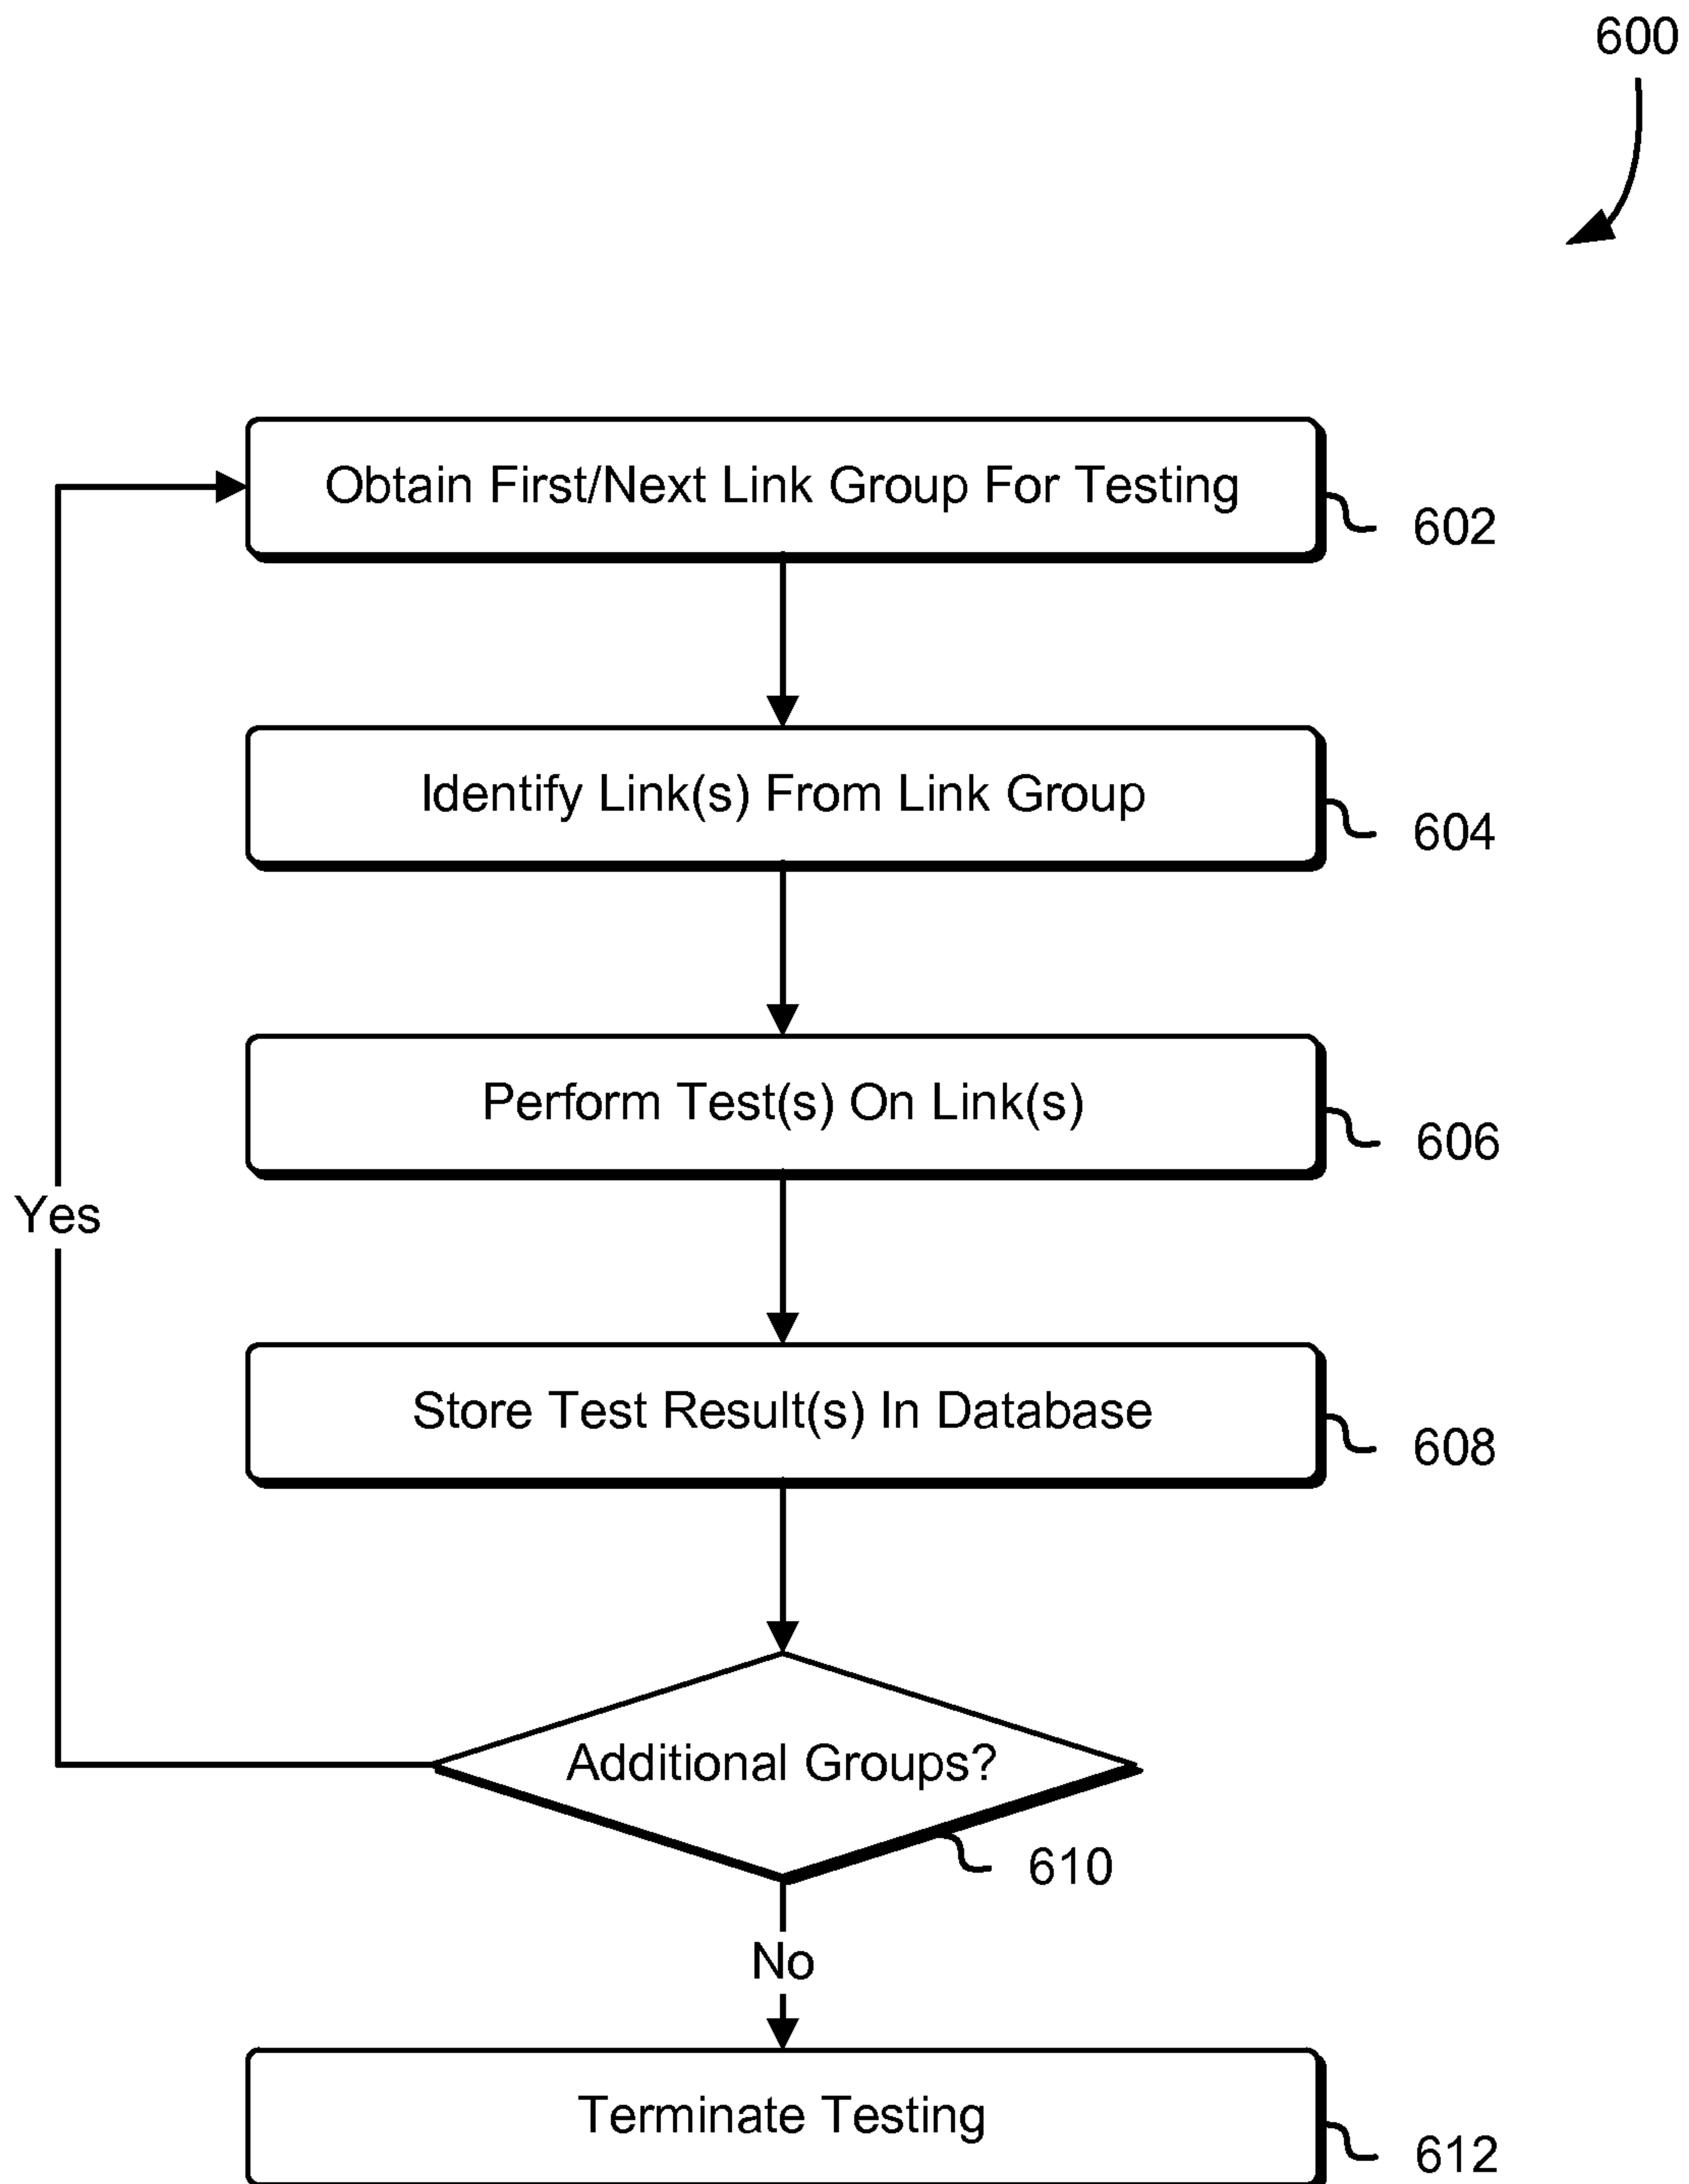 600
Obtain First/Next Link Group For Testing
602
Identify Link(s) From Link Group
604
Perform Test(s) On Link(s)
606
Yes
Store Test Result(s) In Database
608
Additional Groups?
610
No
Terminate Testing
612